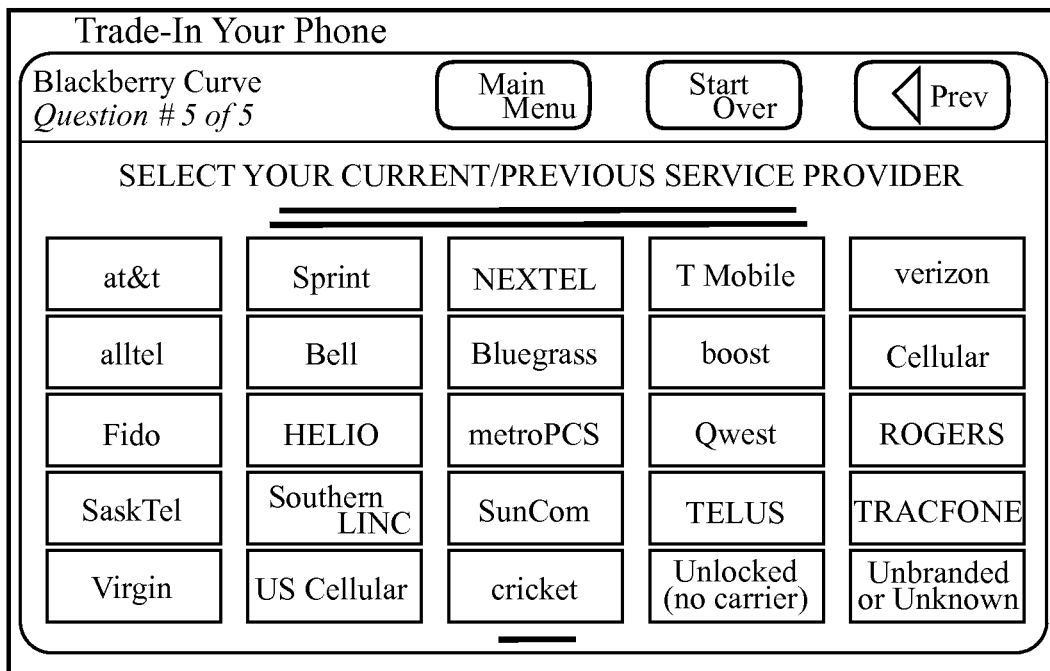 Trade-In Your Phone
Blackberry Curve
Question # 5 of 5
Main
Menu
Start
Over
Prev
SELECT YOUR CURRENT/PREVIOUS SERVICE PROVIDER
at&t
Sprint
NEXTEL
T Mobile
verizon
alltel
Bell
Bluegrass
boost
Cellular
Fido
HELIO
metroPCS
Qwest
ROGERS
SaskTel
Southern
LINC
SunCom
TELUS
TRACFONE
Virgin
US Cellular
cricket
Unlocked
(no carrier)
Unbranded
or Unknown